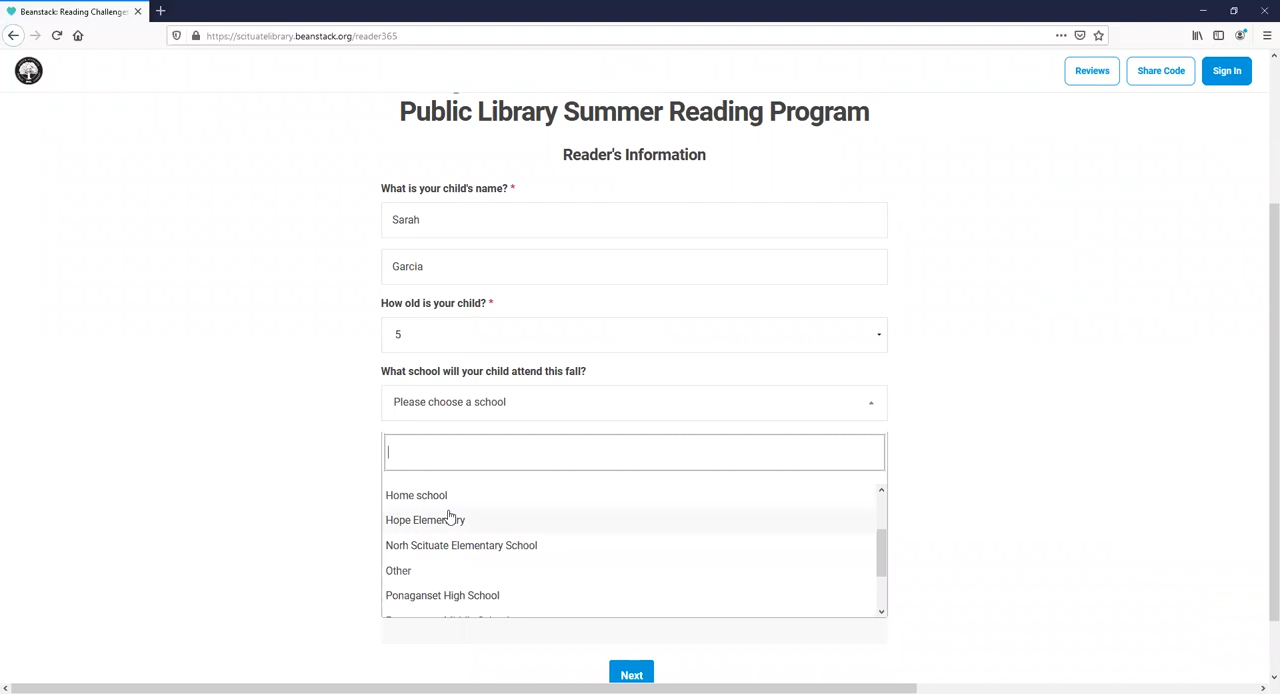 Beanstack: Reading Challenge
https://scituatelibrary.beanstack.org/reader365
Reviews
Share Code
Sign In
Public Library Summer Reading Program
Reader's Information
What is your child's name? *
Sarah
Garcia
How old is your child? *
5
What school will your child attend this fall?
Please choose a school
Home school
Hope Elementary
Norh Scituate Elementary School
Other
Ponaganset High School
Next